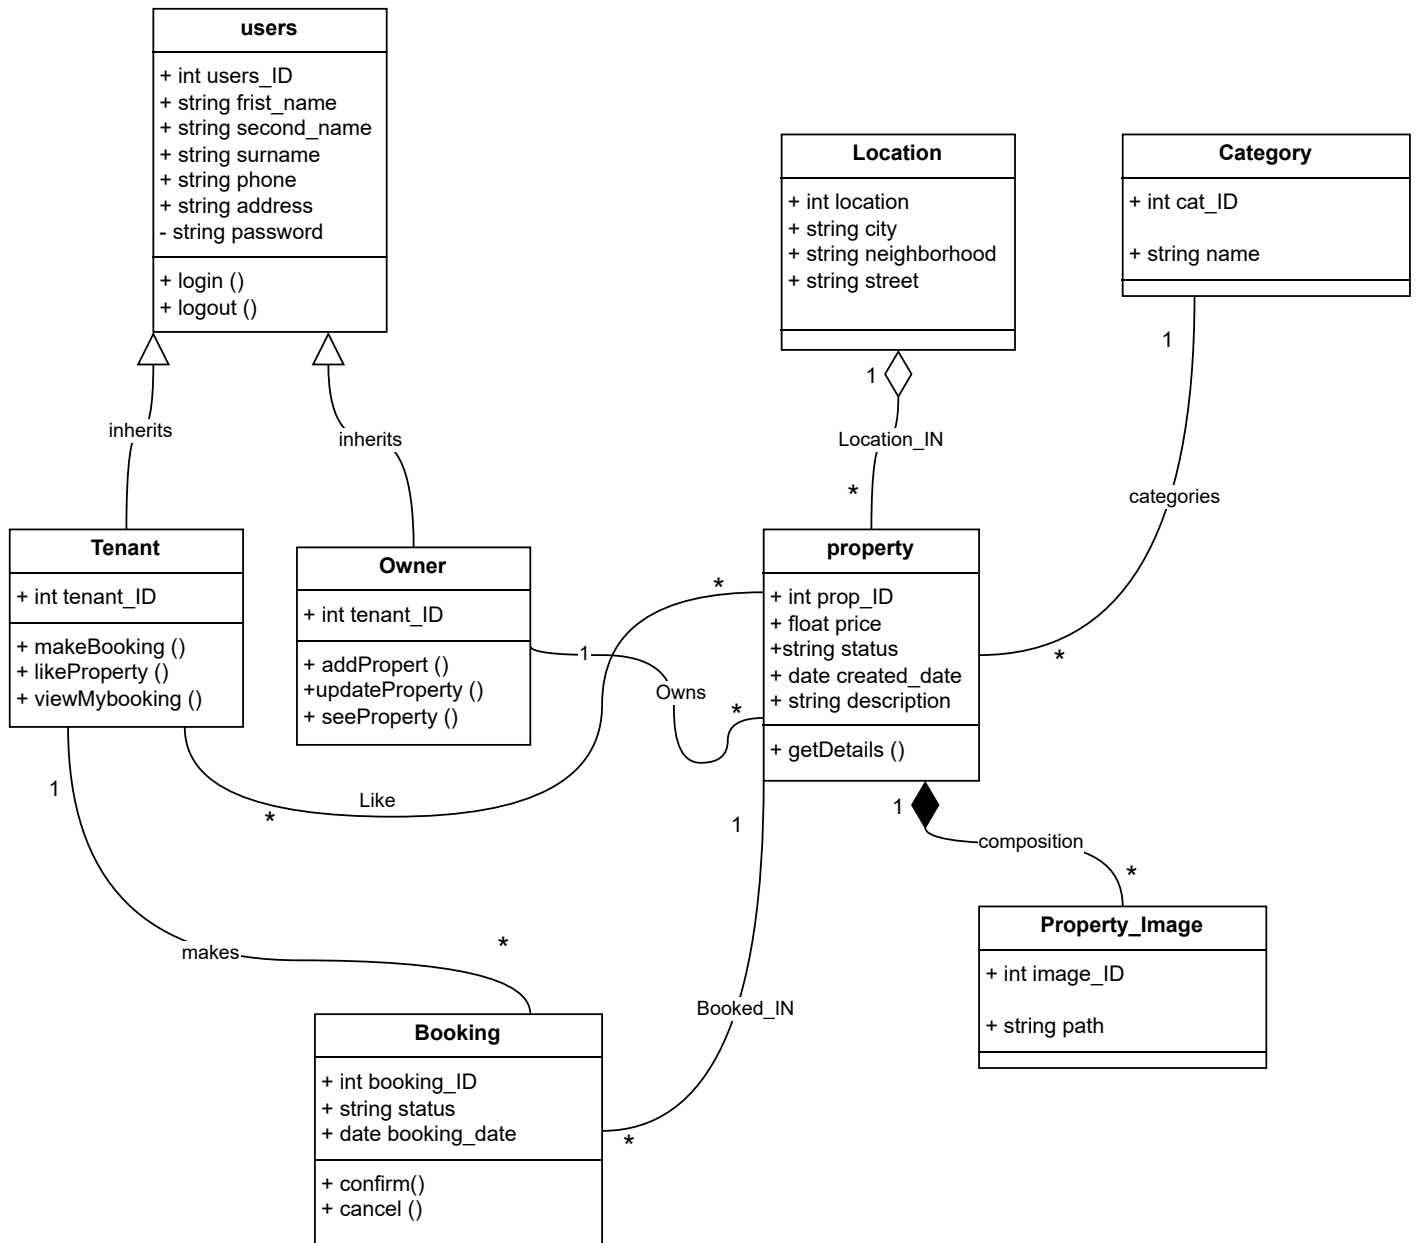 users
+ int users_ID
+ string frist_name
+ string second_name
+ string surname
+ string phone
+ string address
- string password
+ login ()
+ logout ()
Location
+ int location
+ string city
+ string neighborhood
+ string street
Category
+ int cat_ID
+ string name
1
1
inherits
inherits
Location_IN
*
categories
Tenant
+ int tenant_ID
+ makeBooking ()
+ likeProperty ()
+ viewMybooking ()
Owner
+ int tenant_ID
+ addPropert ()
+updateProperty ()
+ seeProperty ()
property
+ int prop_ID
+ float price
+string status
+ date created_date
+ string description
+ getDetails ()
*
1
*
Owns
*
1
Like
*
1
1
composition
*
Property_Image
+ int image_ID
+ string path
makes
*
Booked_IN
Booking
+ int booking_ID
+ string status
+ date booking_date
+ confirm()
+ cancel ()
*